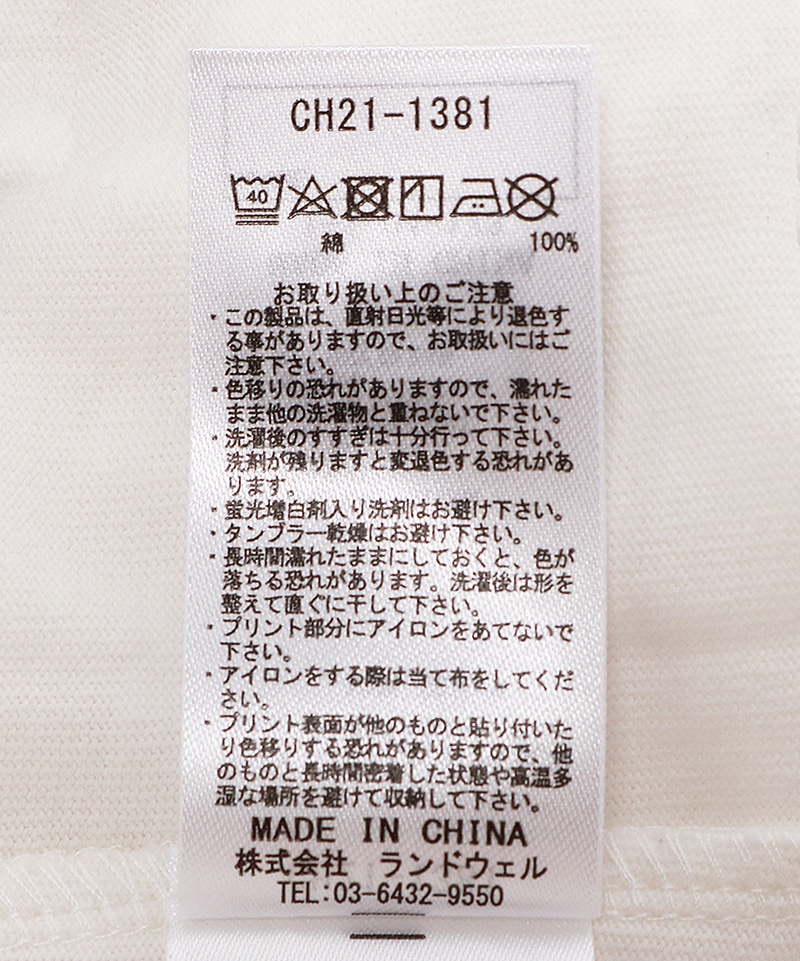 CH21-1381
40
綿 100%
お取り扱い上のご注意
・この製品は、直射日光等により退色す
る事がありますので、お取扱いにはご
注意下さい。
・色移りの恐れがありますので、濡れた
まま他の洗濯物と重ねないで下さい。
・洗濯後のすすぎは十分行って下さい。
洗剤が残りますと変退色する恐れがあ
ります。
・蛍光増白剤入り洗剤はお避け下さい。
・タンブラー乾燥はお避け下さい。
・長時間濡れたままにしておくと、色が
落ちる恐れがあります。洗濯後は形を
整えて直ぐに干して下さい。
・プリント部分にアイロンをあてないで
下さい。
・アイロンをする際は当て布をしてくだ
さい。
・プリント表面が他のものと貼り付いた
り色移りする恐れがありますので、他
のものと長時間密着した状態や高温多
湿な場所を避けて収納して下さい。
MADE IN CHINA
株式会社 ランドウェル
TEL:03-6432-9550